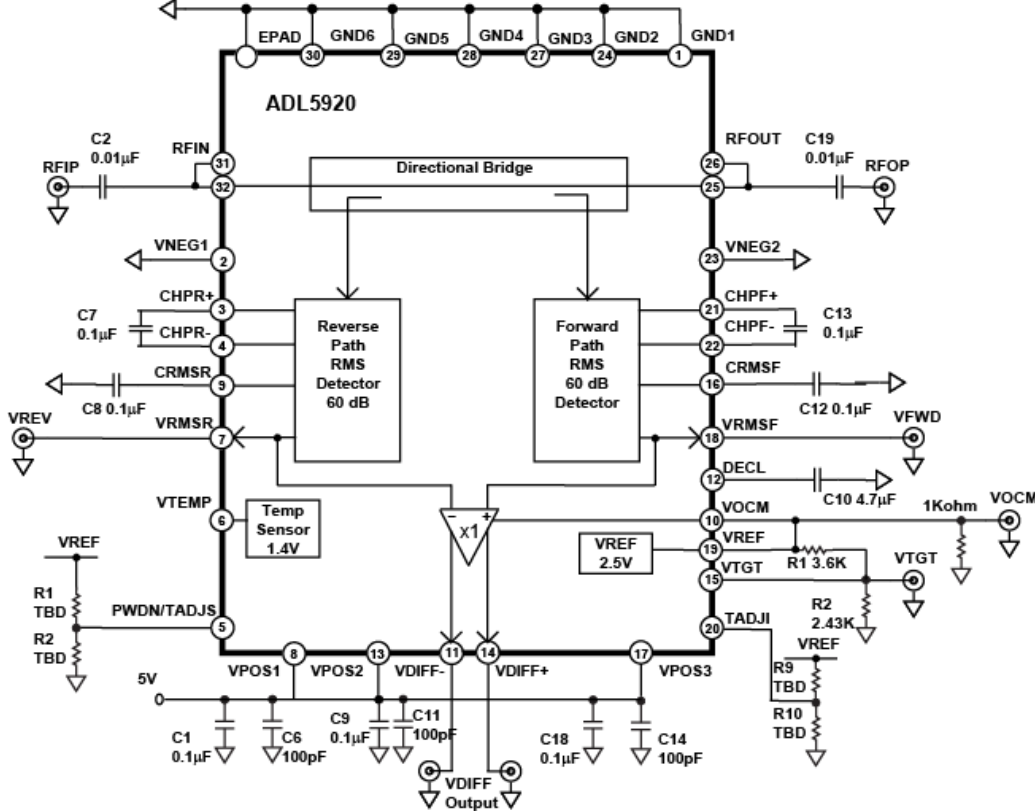 EPAD
GND6
GND5
GND4
GND3
GND2
GND1
30
29
28
27
24
1
ADL5920
C2
0.01µF
RFIN
RFIP
31
32
Directional Bridge
RFOUT
26
25
C19
0.01µF
RFOP
VNEG1
2
VNEG2
23
CHPR+
3
C7
0.1µF
CHPR-
4
CRMSR
9
C8 0.1µF
VREV
VRMSR
7
Reverse
Path
RMS
Detector
60 dB
Forward
Path
RMS
60 dB
Detector
CHPF+
21
CHPF-
22
C13
0.1µF
CRMSF
16
C12 0.1µF
VRMSF
18
VFWD
DECL
12
C10 4.7µF
VTEMP
6
Temp
Sensor
1.4V
−
+
x1
VOCM
10
1Kohm
VOCM
VREF
2.5V
VREF
19
R1 3.6K
VTGT
15
VTGT
R2
2.43K
VREF
R1
TBD
R2
TBD
PWDN/TADJS
5
TADJI
20
VREF
R9
TBD
R10
TBD
8
13
11
14
17
VPOS1
VPOS2
VDIFF-
VDIFF+
VPOS3
5V
C1
0.1µF
C6
100pF
C9
0.1µF
C11
100pF
C18
0.1µF
C14
100pF
VDIFF
Output